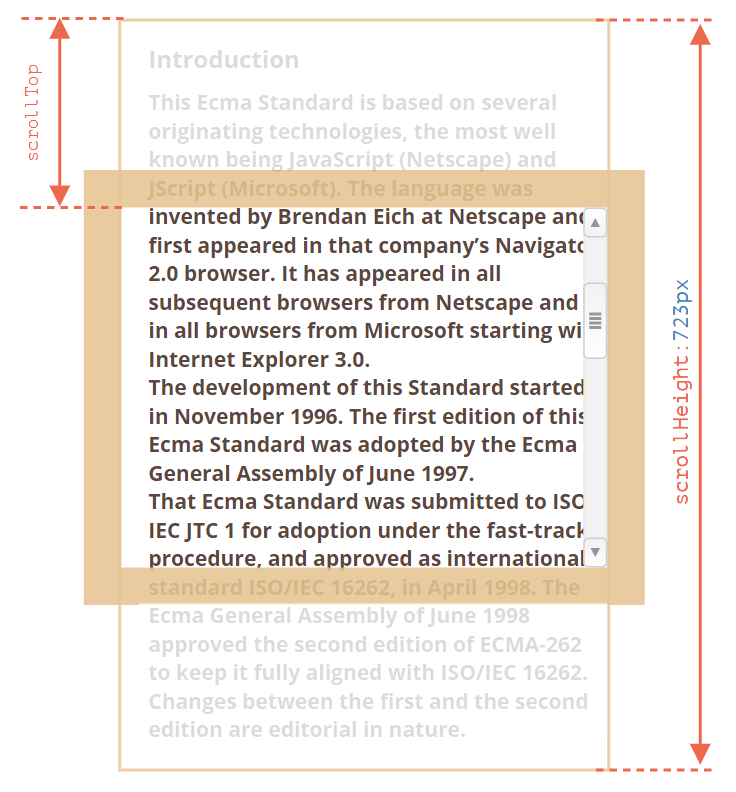 scrollTop
Introduction
This Ecma Standard is based on several
originating technologies, the most well
known being JavaScript (Netscape) and
JScript (Microsoft). The language was
invented by Brendan Eich at Netscape and
first appeared in that company’s Navigato
2.0 browser. It has appeared in all
subsequent browsers from Netscape and
in all browsers from Microsoft starting wi
Internet Explorer 3.0.
The development of this Standard started
in November 1996. The first edition of this
Ecma Standard was adopted by the Ecma
General Assembly of June 1997.
That Ecma Standard was submitted to ISO
IEC JTC 1 for adoption under the fast-track
procedure, and approved as international
standard ISO/IEC 16262, in April 1998. The
Ecma General Assembly of June 1998
approved the second edition of ECMA-262
to keep it fully aligned with ISO/IEC 16262.
Changes between the first and the second
edition are editorial in nature.
scrollHeight:723px